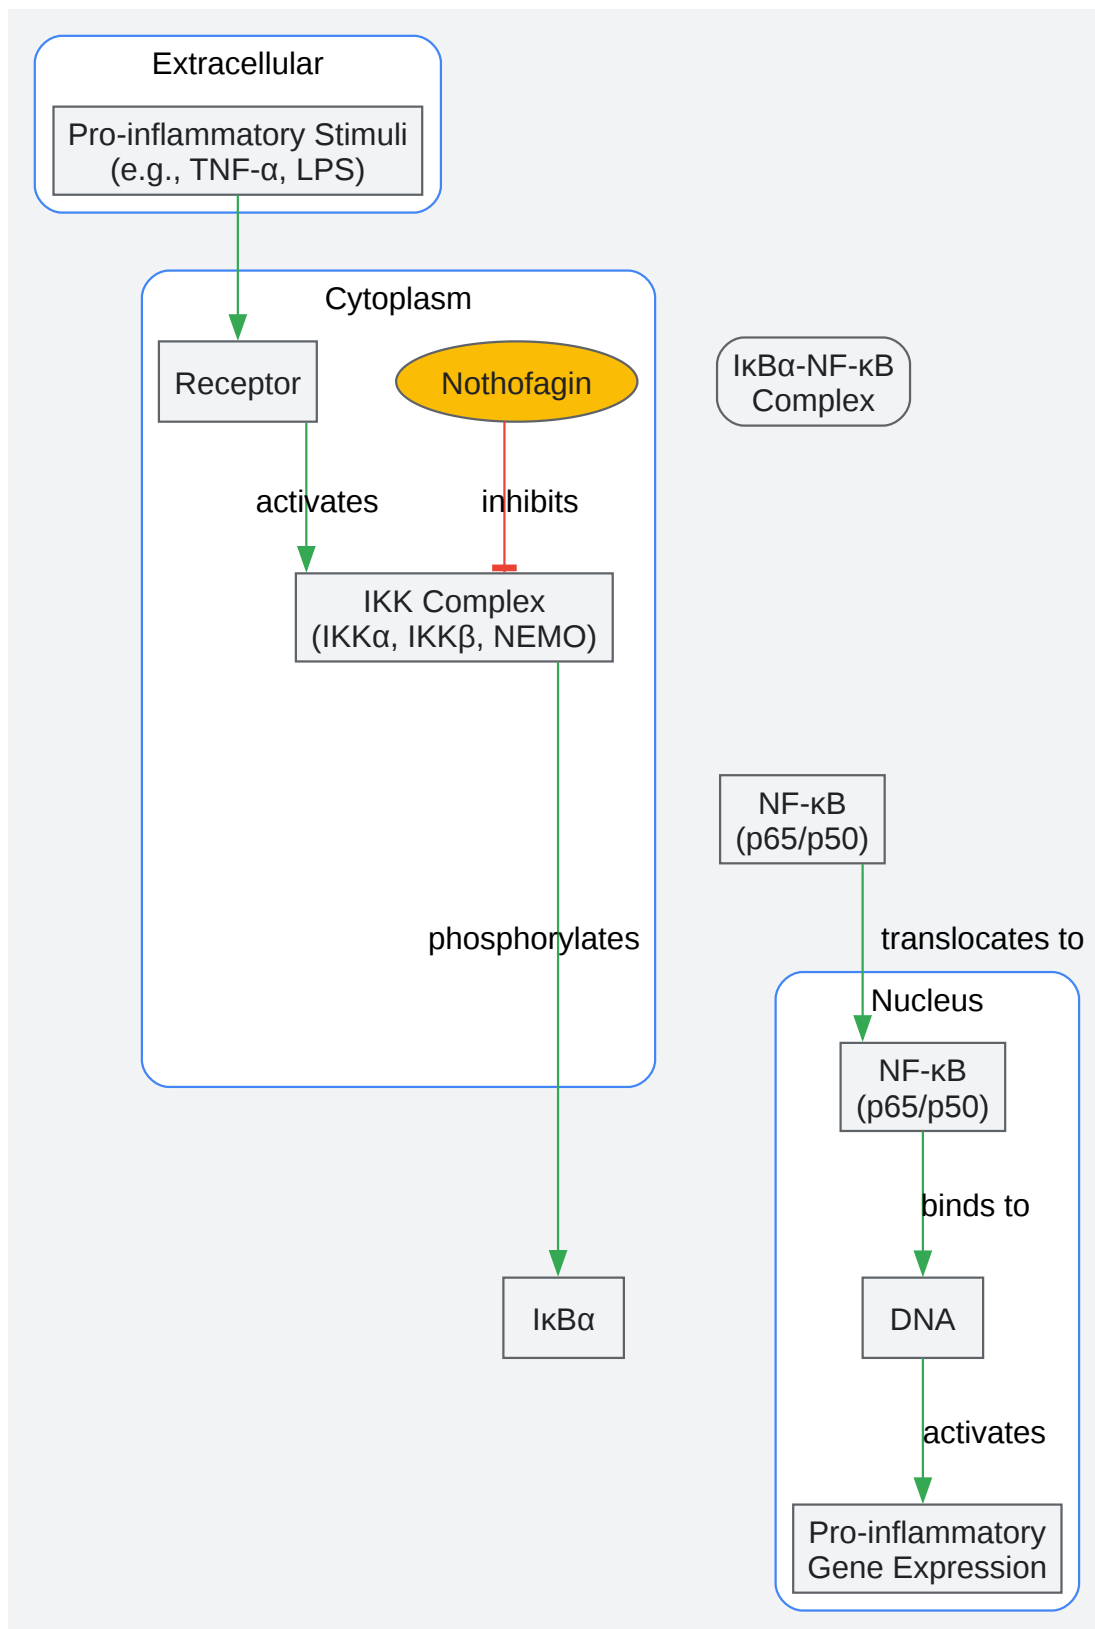 Extracellular
Pro-inflammatory Stimuli
(e.g., TNF-α, LPS)
Cytoplasm
Receptor
Nothofagin
IκBα-NF-κB
Complex
activates
inhibits
IKK Complex
(IKKα, IKKβ, NEMO)
NF-κB
(p65/p50)
phosphorylates
translocates to
Nucleus
NF-κB
(p65/p50)
binds to
IκBα
DNA
activates
Pro-inflammatory
Gene Expression